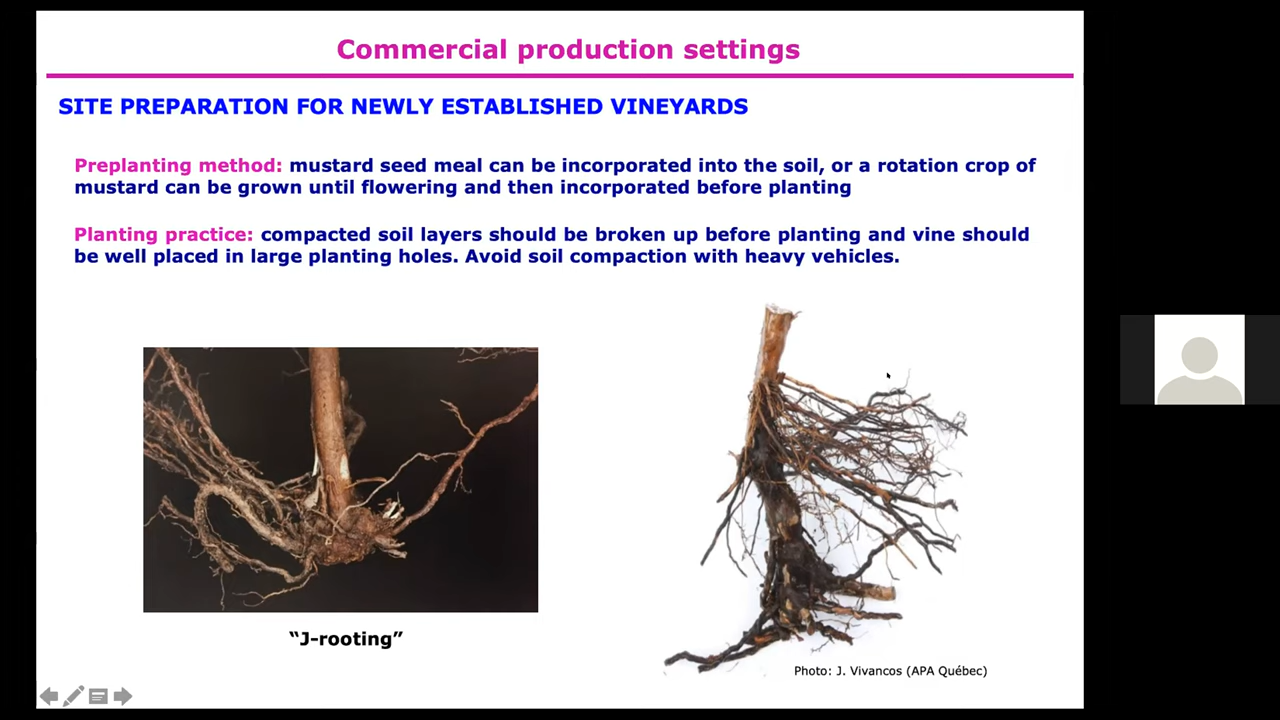 Commercial production settings
SITE PREPARATION FOR NEWLY ESTABLISHED VINEYARDS
Preplanting method: mustard seed meal can be incorporated into the soil, or a rotation crop of
mustard can be grown until flowering and then incorporated before planting
Planting practice: compacted soil layers should be broken up before planting and vine should
be well placed in large planting holes. Avoid soil compaction with heavy vehicles.
“J-rooting”
Photo: J. Vivancos (APA Québec)